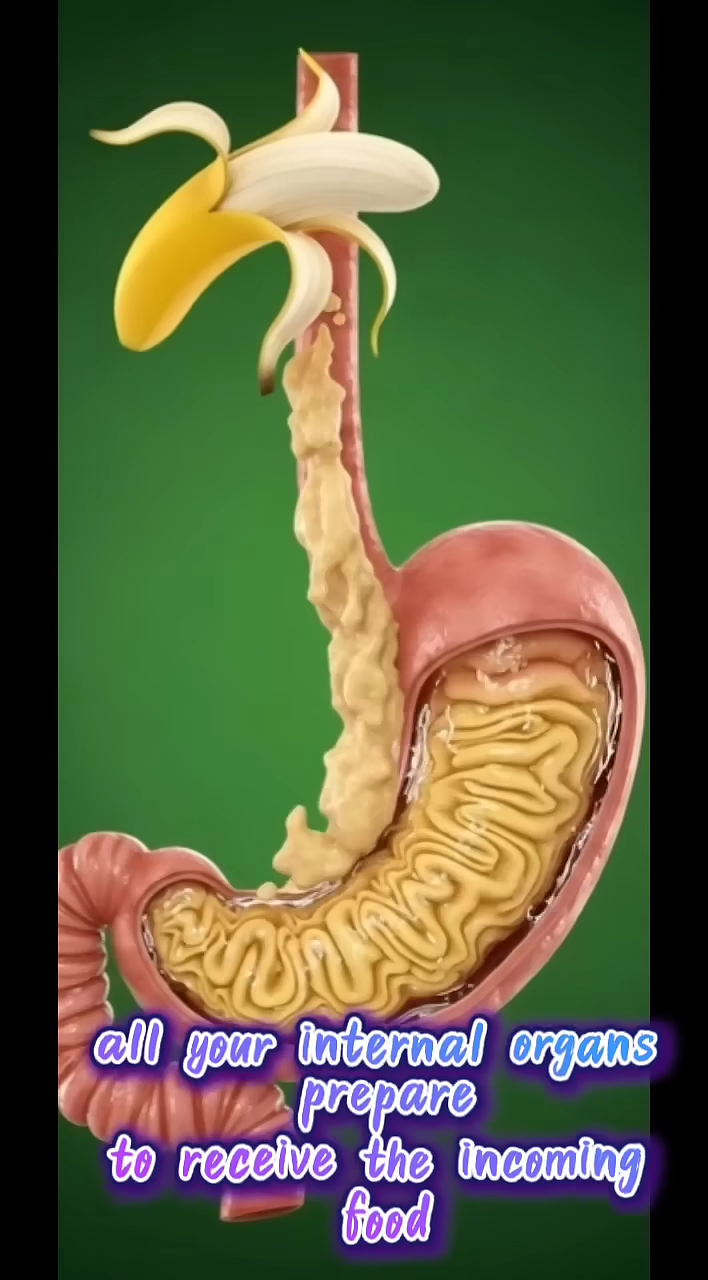 all your internal organs
prepare
to receive the incoming
food